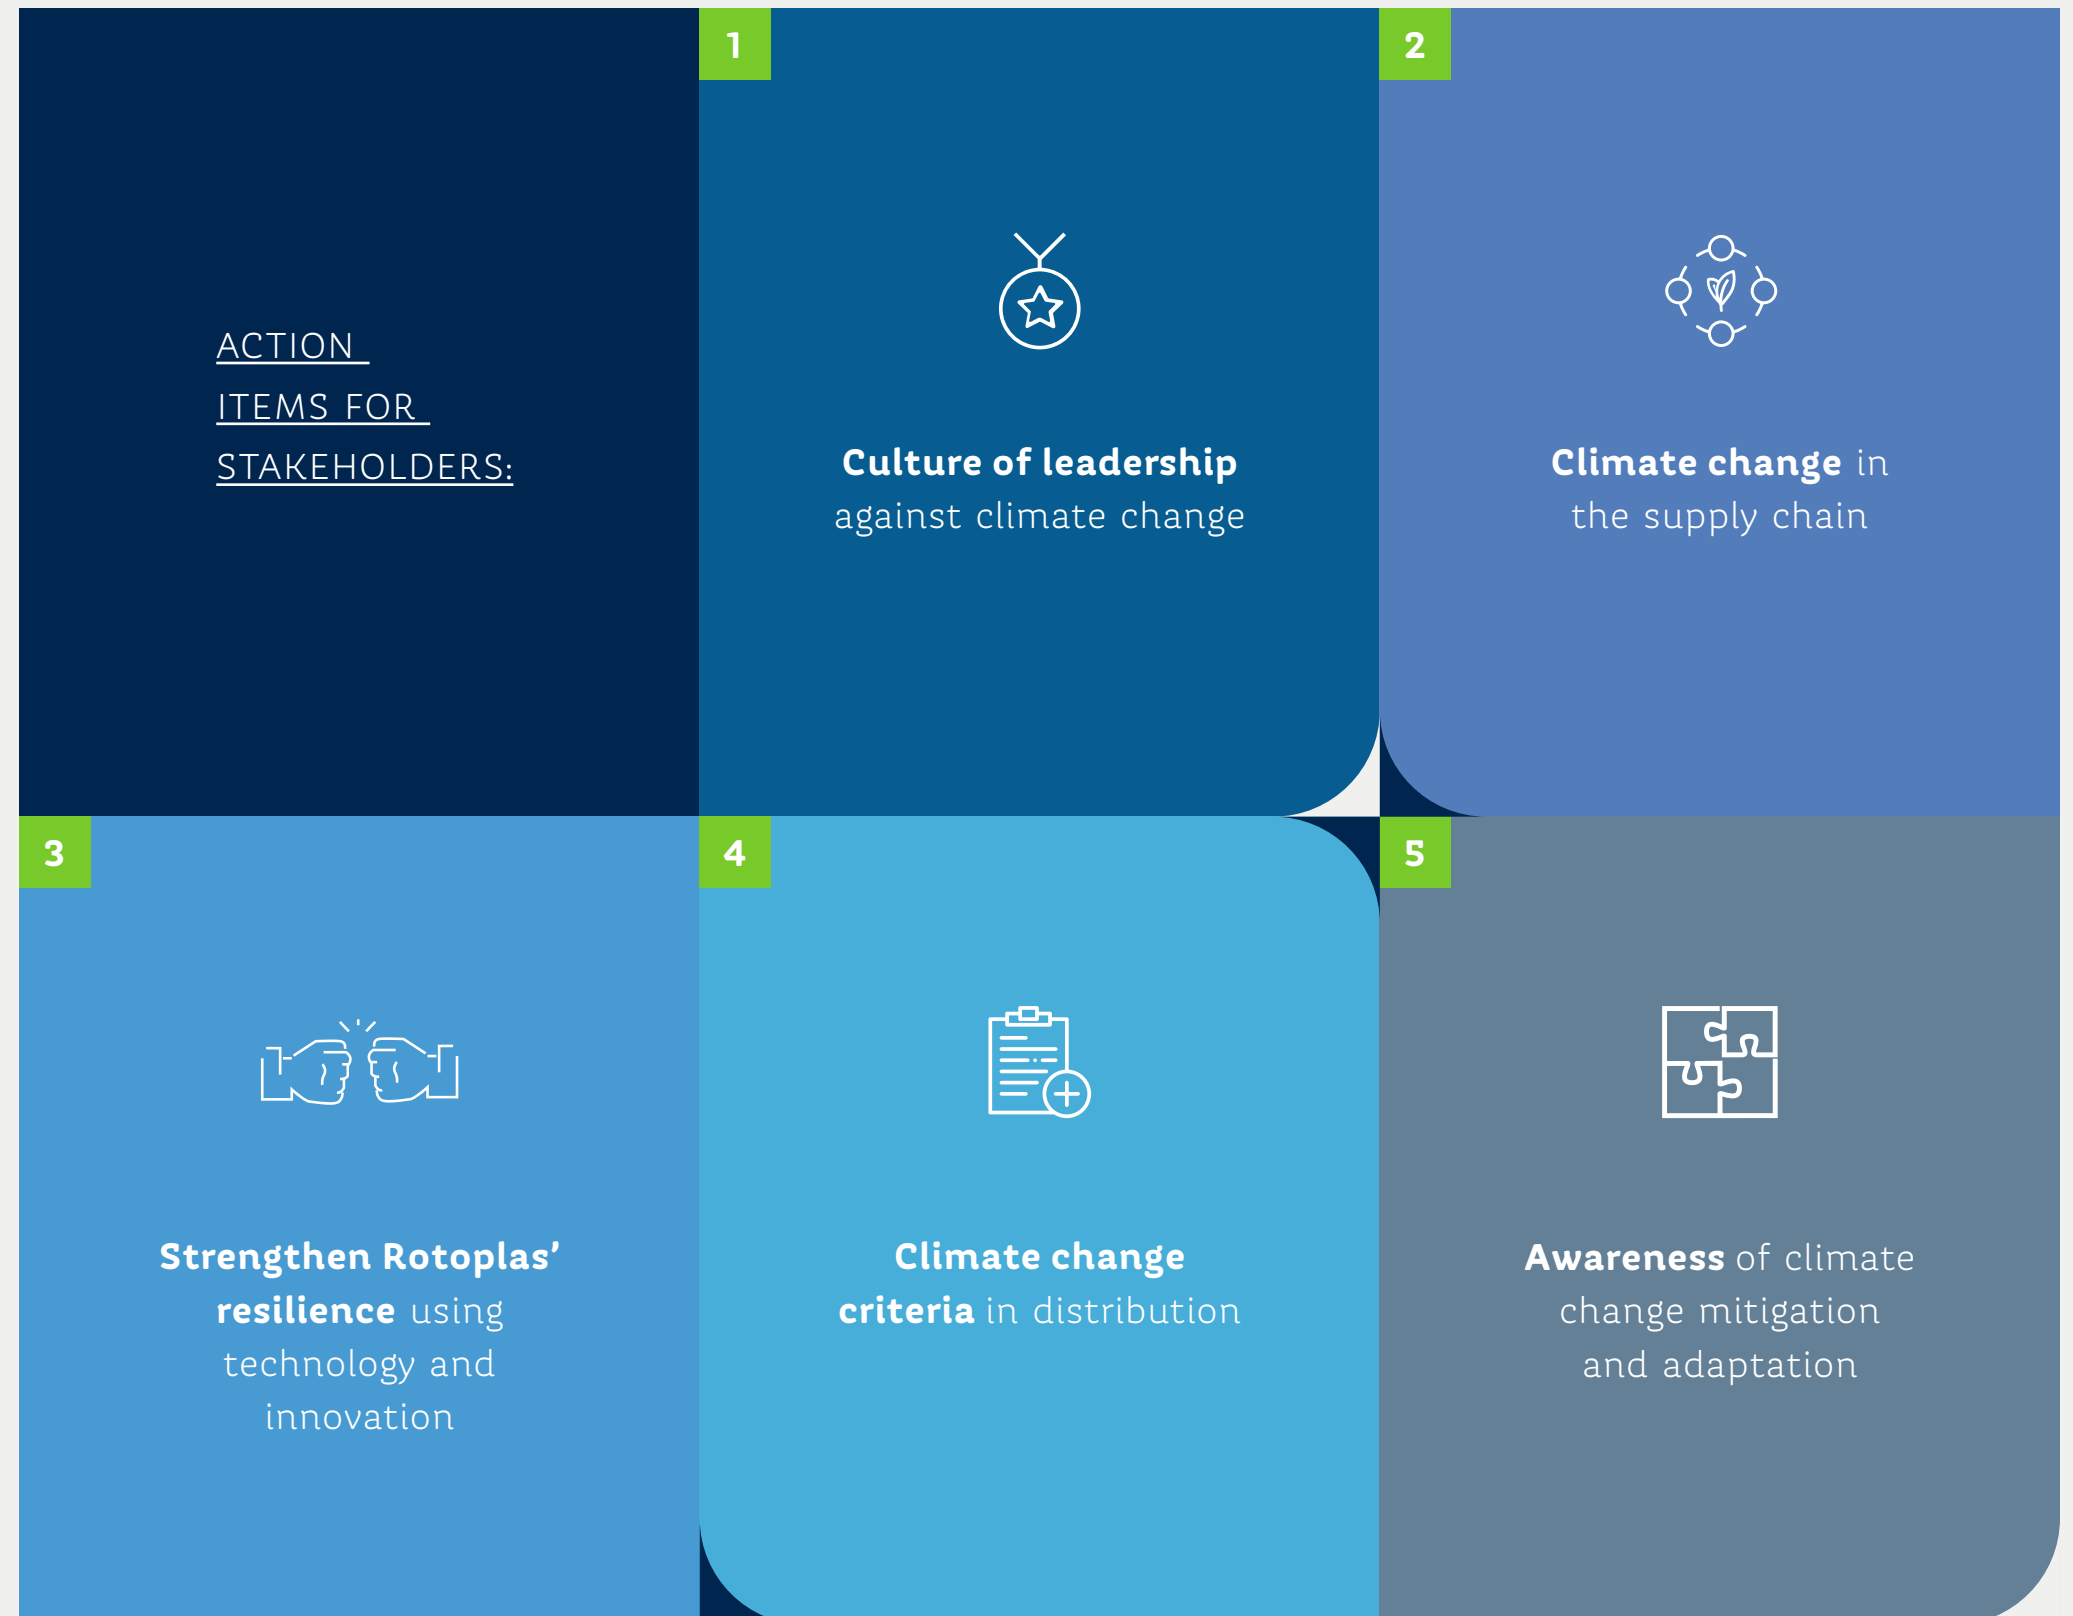 ACTION
ITEMS FOR
STAKEHOLDERS:
1
Culture of leadership
against climate change
2
Climate change in
the supply chain
3
Strengthen Rotoplas’
resilience using
technology and
innovation
4
Climate change
criteria in distribution
5
Awareness of climate
change mitigation
and adaptation